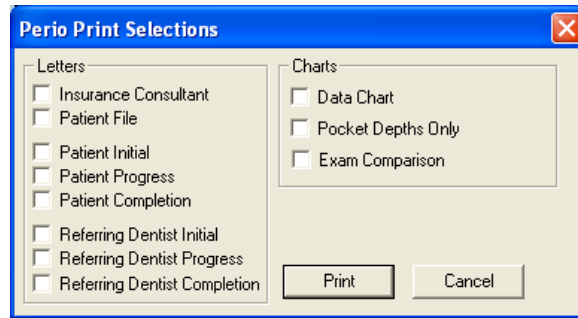 Perio Print Selections
Letters
Insurance Consultant
Patient File
Patient Initial
Patient Progress
Patient Completion
Referring Dentist Initial
Referring Dentist Progress
Referring Dentist Completion
Charts
Data Chart
Pocket Depths Only
Exam Comparison
Print
Cancel